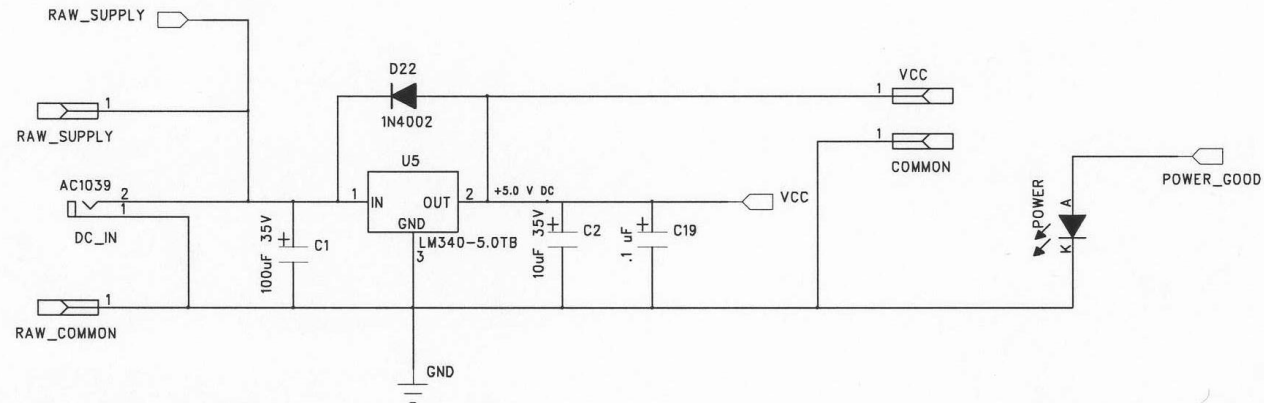 RAW_SUPPLY
D22
1N4002
VCC
1
1
RAW_SUPPLY
1
COMMON
U5
AC1039
2
1
DC_IN
1
IN
OUT
GND
2
+5.0 V DC
VCC
LM340-5.0TB
3
100uF 35V
+
C1
10uF 35V
+
C2
.1 uF
+
C19
POWER
A
K
POWER_GOOD
1
RAW_COMMON
GND